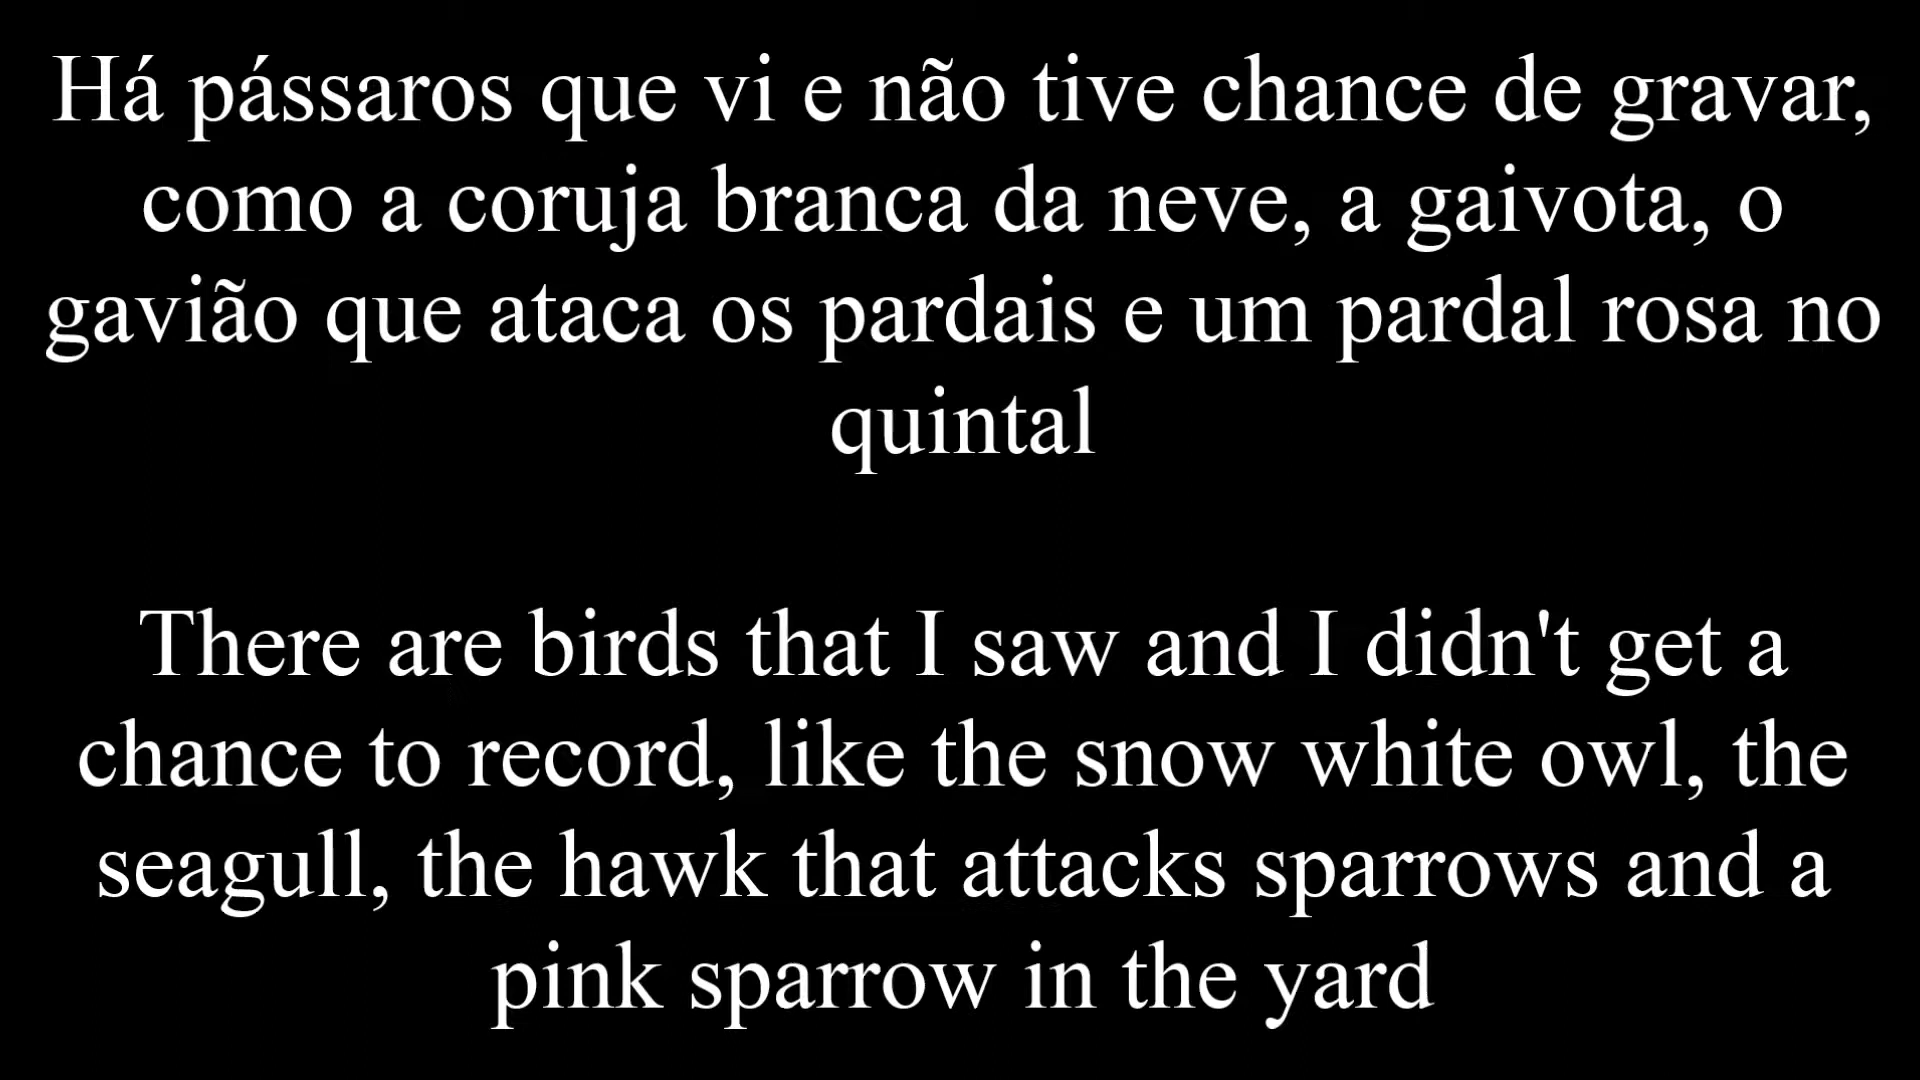 Há pássaros que vi e não tive chance de gravar,
como a coruja branca da neve, a gaivota, o
gavião que ataca os pardais e um pardal rosa no
quintal
There are birds that I saw and I didn't get a
chance to record, like the snow white owl, the
seagull, the hawk that attacks sparrows and a
pink sparrow in the yard